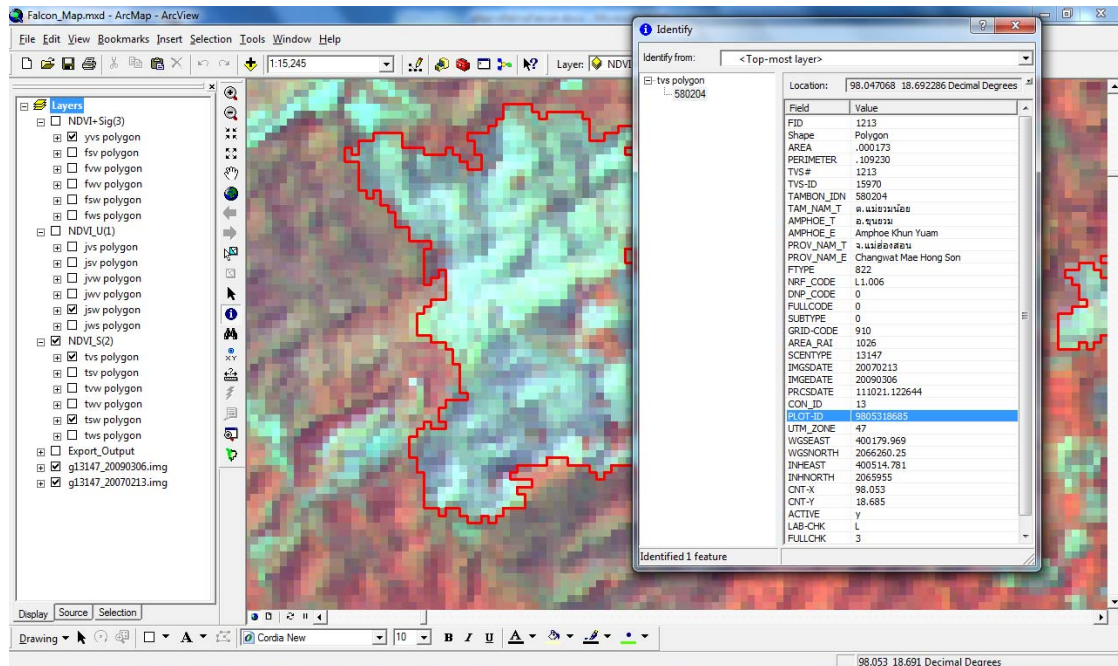 Falcon_Map.mxd - ArcMap - ArcView
File Edit View Bookmarks Insert Selection Tools Window Help
1:15,245
Layer: NDVI
Layers
NDVI+Sig(3)
yvs polygon
fsv polygon
fvw polygon
fwv polygon
fsw polygon
fws polygon
NDVI_U(1)
jvs polygon
jsv polygon
jvw polygon
jwv polygon
jsw polygon
jws polygon
NDVI_S(2)
tvs polygon
tsv polygon
tvw polygon
twv polygon
tsw polygon
tws polygon
Export_Output
g13147_20090306.img
g13147_20070213.img
Display Source Selection
Drawing A Cordia New 10 B I U A
98.053 18.691 Decimal Degrees
Identify
Identify from: <Top-most layer>
tvs polygon
580204
Location: 98.047068 18.692286 Decimal Degrees
Field Value
FID 1213
Shape Polygon
AREA .000173
PERIMETER .109230
TVS# 1213
TVS-ID 15970
TAMBON_IDN 580204
TAM_NAM_T ต.แม่ยวมน้อย
AMPHOE_T อ.ขุนยวม
AMPHOE_E Amphoe Khun Yuam
PROV_NAM_T จ.แม่ฮ่องสอน
PROV_NAM_E Changwat Mae Hong Son
FTYPE 822
NRF_CODE L1.006
DNP_CODE 0
FULLCODE 0
SUBTYPE 0
GRID-CODE 910
AREA_RAI 1026
SCENTYPE 13147
IMGSDATE 20070213
IMGEDATE 20090306
PRCSDATE 111021.122644
CON_ID 13
PLOT-ID 9805318685
UTM_ZONE 47
WGSEAST 400179.969
WGSNORTH 2066260.25
INHEAST 400514.781
INHNORTH 2065955
CNT-X 98.053
CNT-Y 18.685
ACTIVE y
LAB-CHK L
FULLCHK 3
Identified 1 feature